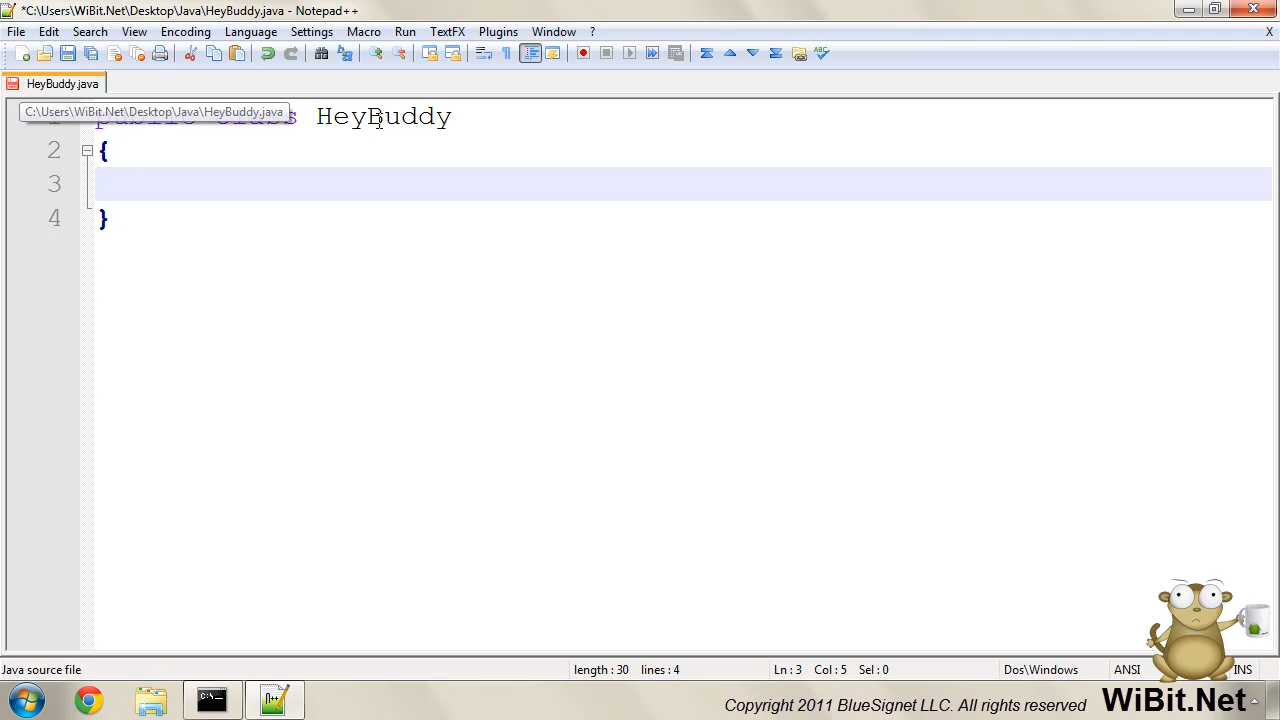 *C:\Users\WiBit.Net\Desktop\Java\HeyBuddy.java - Notepad++
File Edit Search View Encoding Language Settings Macro Run TextFX Plugins Window ? X
HeyBuddy.java
C:\Users\WiBit.Net\Desktop\Java\HeyBuddy.java
1 public class HeyBuddy
2 {
3
4 }
Java source file length : 30 lines : 4 Ln : 3 Col : 5 Sel : 0 Dos\Windows ANSI INS
Copyright 2011 BlueSignet LLC. All rights reserved WiBit.Net